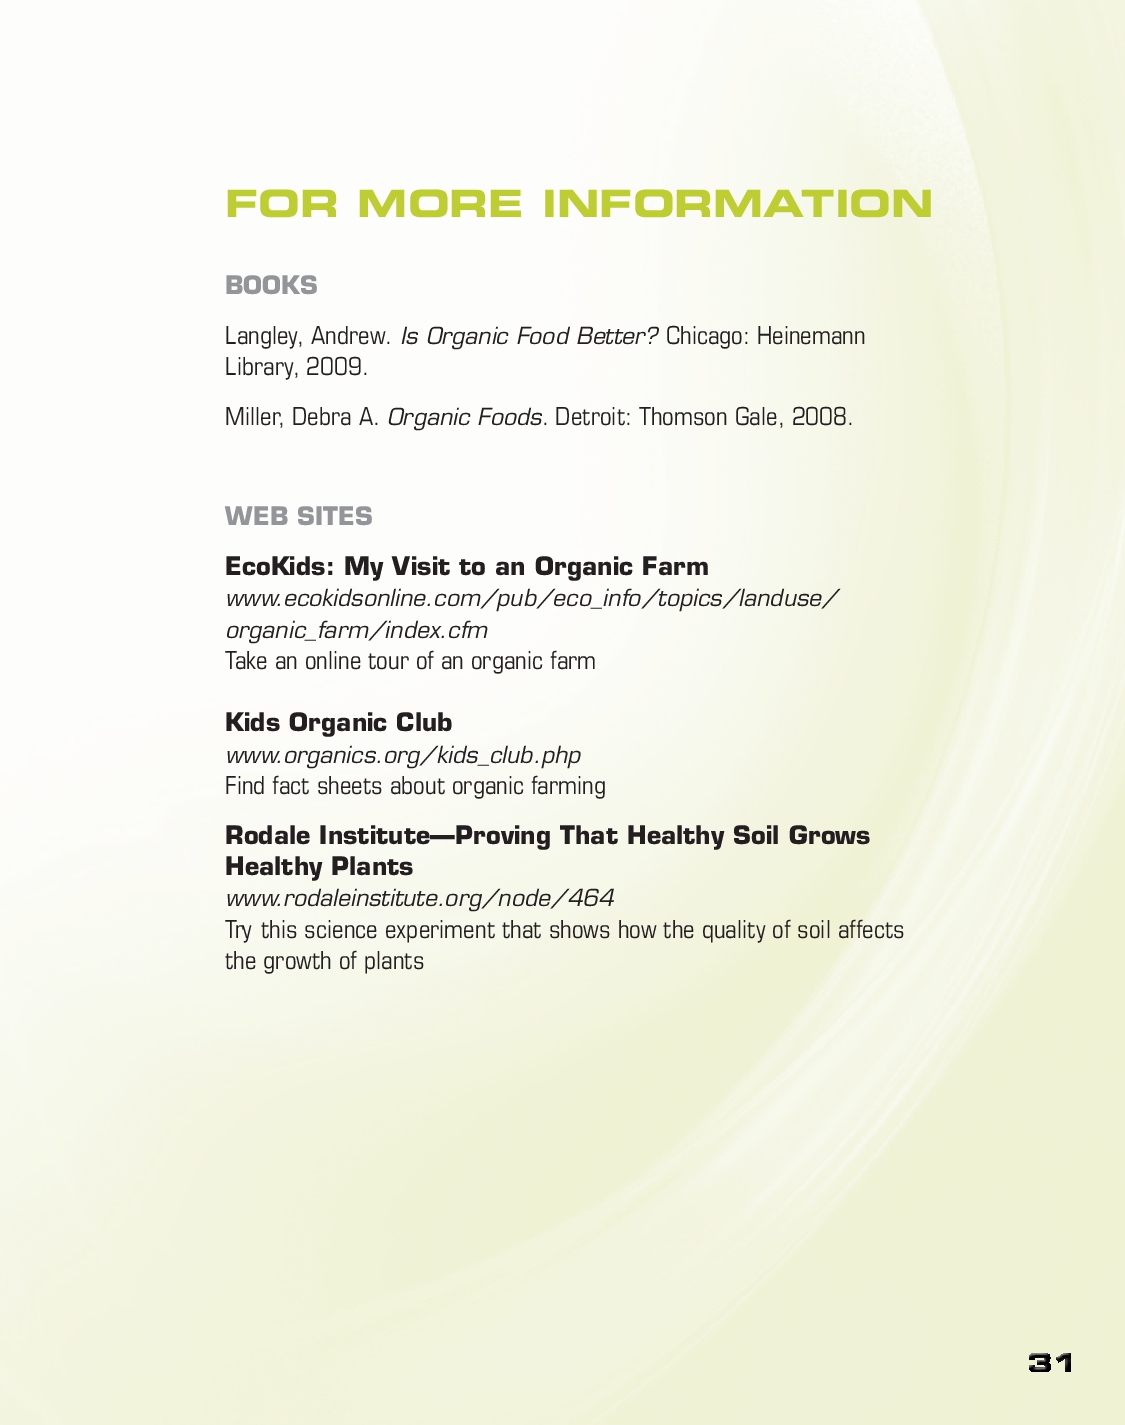 FOR MORE INFORMATION
BOOKS
Langley, Andrew. Is Organic Food Better? Chicago: Heinemann
Library, 2009.
Miller, Debra A. Organic Foods. Detroit: Thomson Gale, 2008.
WEB SITES
EcoKids: My Visit to an Organic Farm
www.ecokidsonline.com/pub/eco_info/topics/landuse/
organic_farm/index.cfm
Take an online tour of an organic farm
Kids Organic Club
www.organics.org/kids_club.php
Find fact sheets about organic farming
Rodale Institute—Proving That Healthy Soil Grows
Healthy Plants
www.rodaleinstitute.org/node/464
Try this science experiment that shows how the quality of soil affects
the growth of plants
31